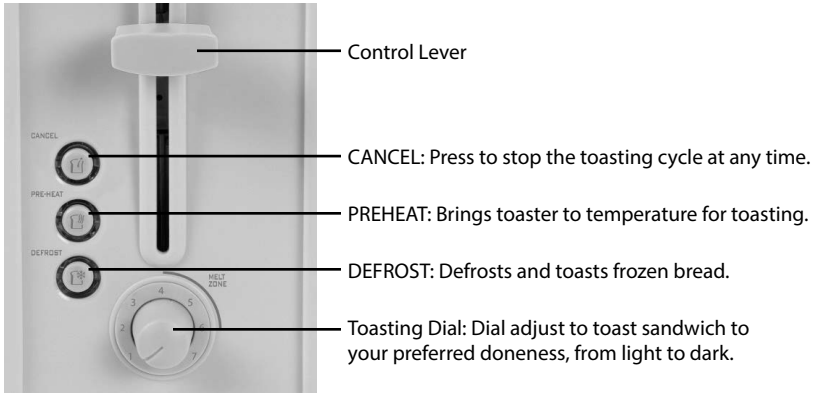 Control Lever
CANCEL
CANCEL: Press to stop the toasting cycle at any time.
PRE-HEAT
PREHEAT: Brings toaster to temperature for toasting.
DEFROST
DEFROST: Defrosts and toasts frozen bread.
MELT
ZONE
1 2 3 4 5 6 7
Toasting Dial: Dial adjust to toast sandwich to
your preferred doneness, from light to dark.